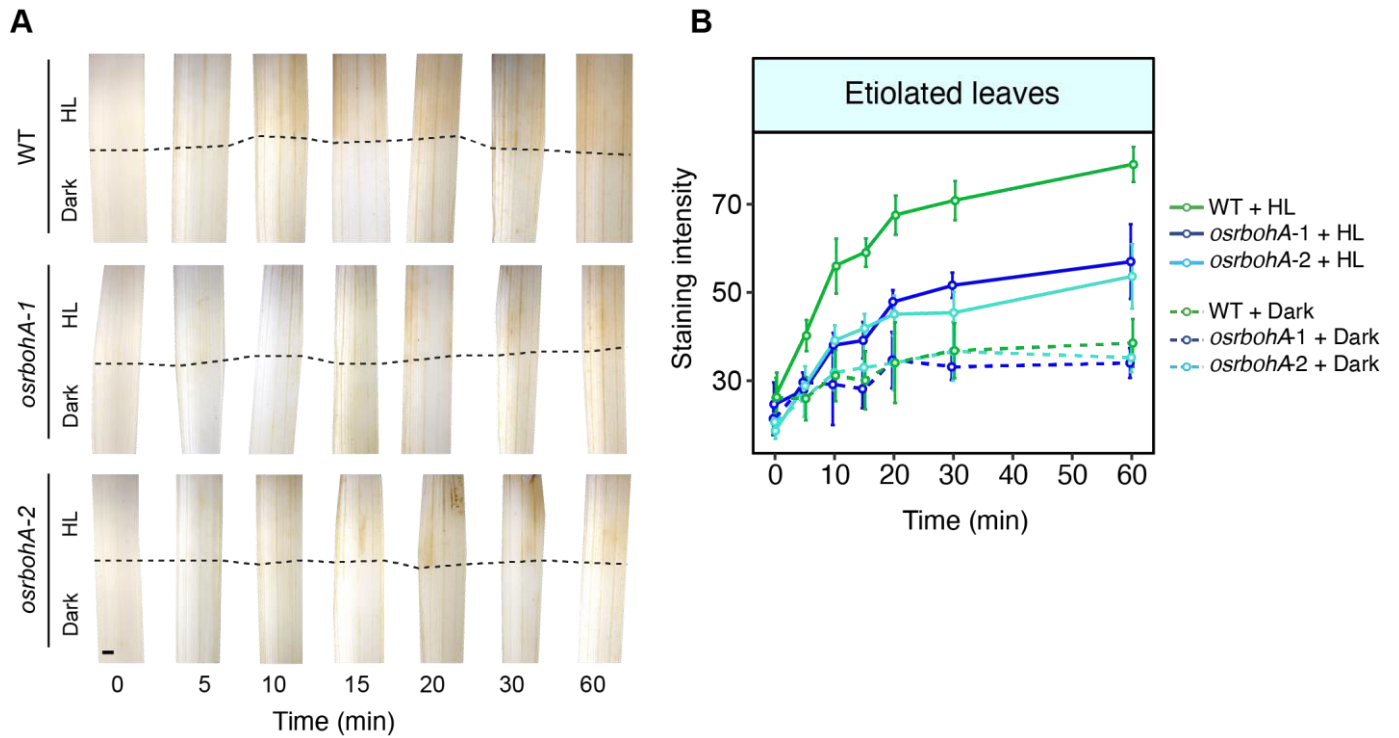 A
WT
HL
Dark
osrbohA-1
HL
Dark
osrbohA-2
HL
Dark
0 5 10 15 20 30 60
Time (min)
B
Etiolated leaves
Staining intensity
70
50
30
0 10 20 30 40 50 60
Time (min)
WT + HL
osrbohA-1 + HL
osrbohA-2 + HL
WT + Dark
osrbohA-1 + Dark
osrbohA-2 + Dark